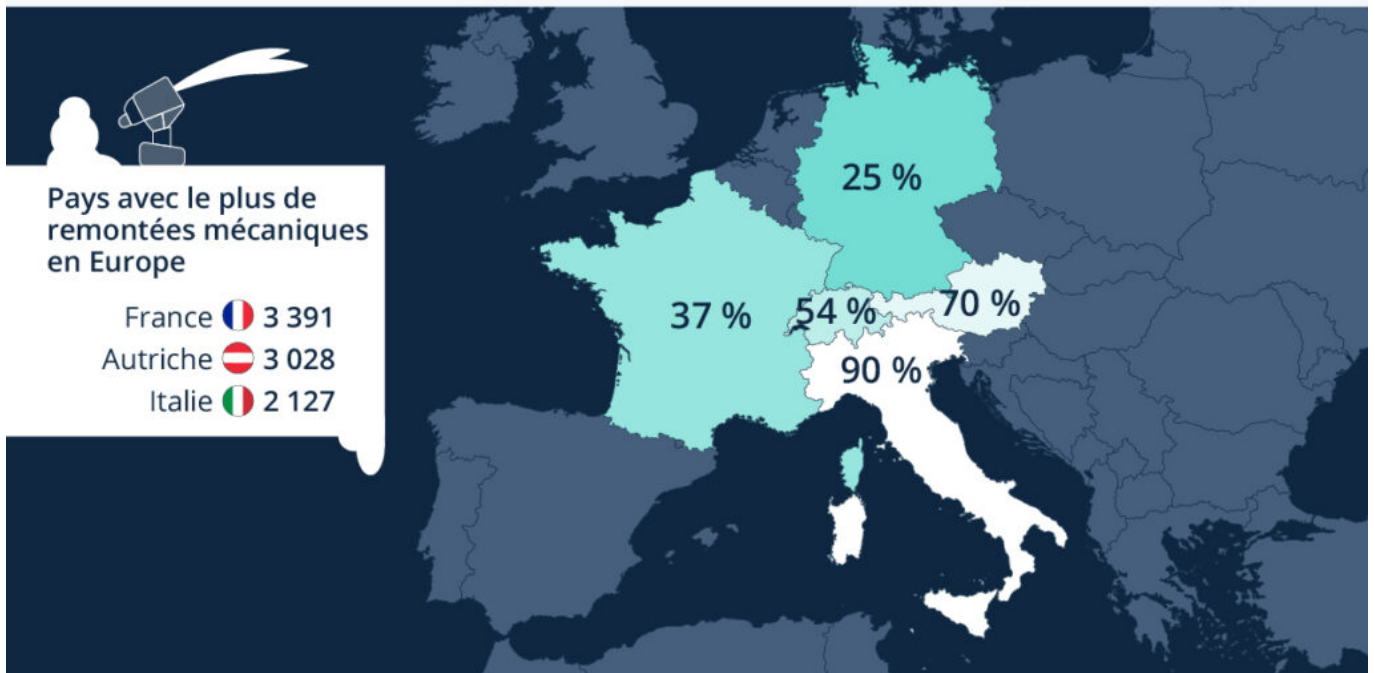 Pays avec le plus de
remontées mécaniques
en Europe
France 3 391
Autriche 3 028
Italie 2 127
25 %
37 %
54 %
70 %
90 %